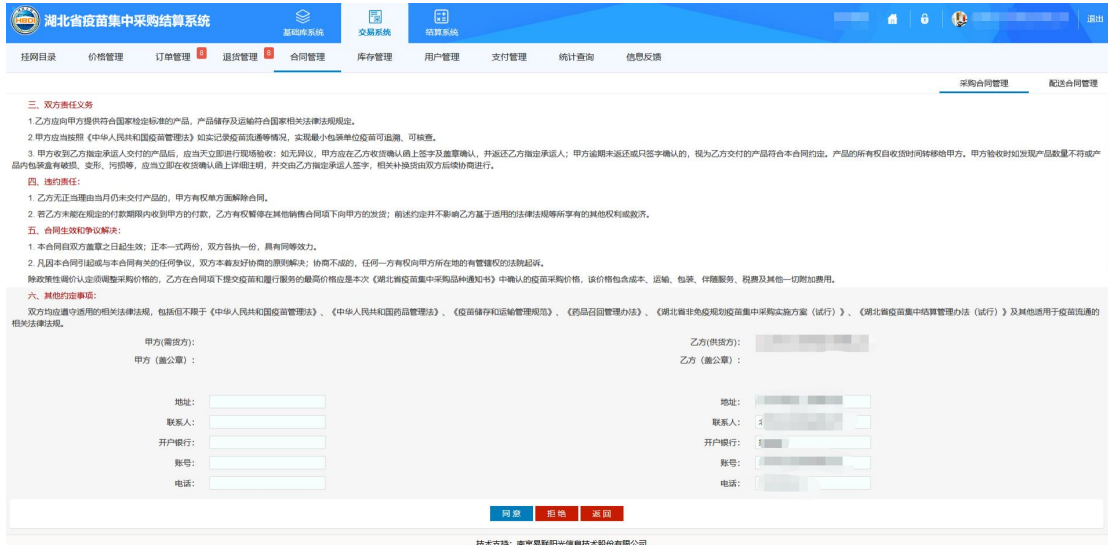 HBDI
湖北省疫苗集中采购结算系统
基础库系统
交易系统
结算系统
退出
挂网目录 价格管理 订单管理 8 退货管理 8 合同管理 库存管理 用户管理 支付管理 统计查询 信息反馈
采购合同管理 配送合同管理
三、双方责任义务
1.乙方应向甲方提供符合国家检定标准的产品，产品储存及运输符合国家相关法律法规规定。
2.甲方应当按照《中华人民共和国疫苗管理法》如实记录疫苗流通等情况，实现最小包装单位疫苗可追溯、可核查。
3. 甲方收到乙方指定承运人交付的产品后，应当天立即进行现场验收：如无异议，甲方应在乙方收货确认函上签字及盖章确认，并返还乙方指定承运人；甲方逾期未返还或只签字确认的，视为乙方交付的产品符合本合同约定。产品的所有权自收货时间转移给甲方。甲方验收时如发现产品数量不符或产
品内包装盒有破损、变形、污损等，应当立即在收货确认函上详细注明，并交由乙方指定承运人签字，相关补换货由双方后续协商进行。
四、违约责任：
1. 乙方无正当理由当月仍未交付产品的，甲方有权单方面解除合同。
2. 若乙方未能在规定的付款期限内收到甲方的付款，乙方有权暂停在其他销售合同项下向甲方的发货；前述约定并不影响乙方基于适用的法律法规等所享有的其他权利或救济。
五、合同生效和争议解决：
1. 本合同自双方盖章之日起生效；正本一式两份，双方各执一份，具有同等效力。
2. 凡因本合同引起或与本合同有关的任何争议，双方本着友好协商的原则解决；协商不成的，任何一方有权向甲方所在地的有管辖权的法院起诉。
除政策性调价认定须调整采购价格的，乙方在合同项下提交疫苗和履行服务的最高价格应是本次《湖北省疫苗集中采购品种通知书》中确认的疫苗采购价格，该价格包含成本、运输、包装、伴随服务、税费及其他一切附加费用。
六、其他约定事项：
双方均应遵守适用的相关法律法规，包括但不限于《中华人民共和国疫苗管理法》、《中华人民共和国药品管理法》、《疫苗储存和运输管理规范》、《药品召回管理办法》、《湖北省非免疫规划疫苗集中采购实施方案（试行）》、《湖北省疫苗集中结算管理办法（试行）》及其他适用于疫苗流通的
相关法律法规。
甲方(需货方)： 乙方(供货方)：
甲方（盖公章）： 乙方（盖公章）：
地址： 地址：
联系人： 联系人：
开户银行： 开户银行：
账号： 账号：
电话： 电话：
同意 拒绝 返回
技术支持：南京易联阳光信息技术股份有限公司